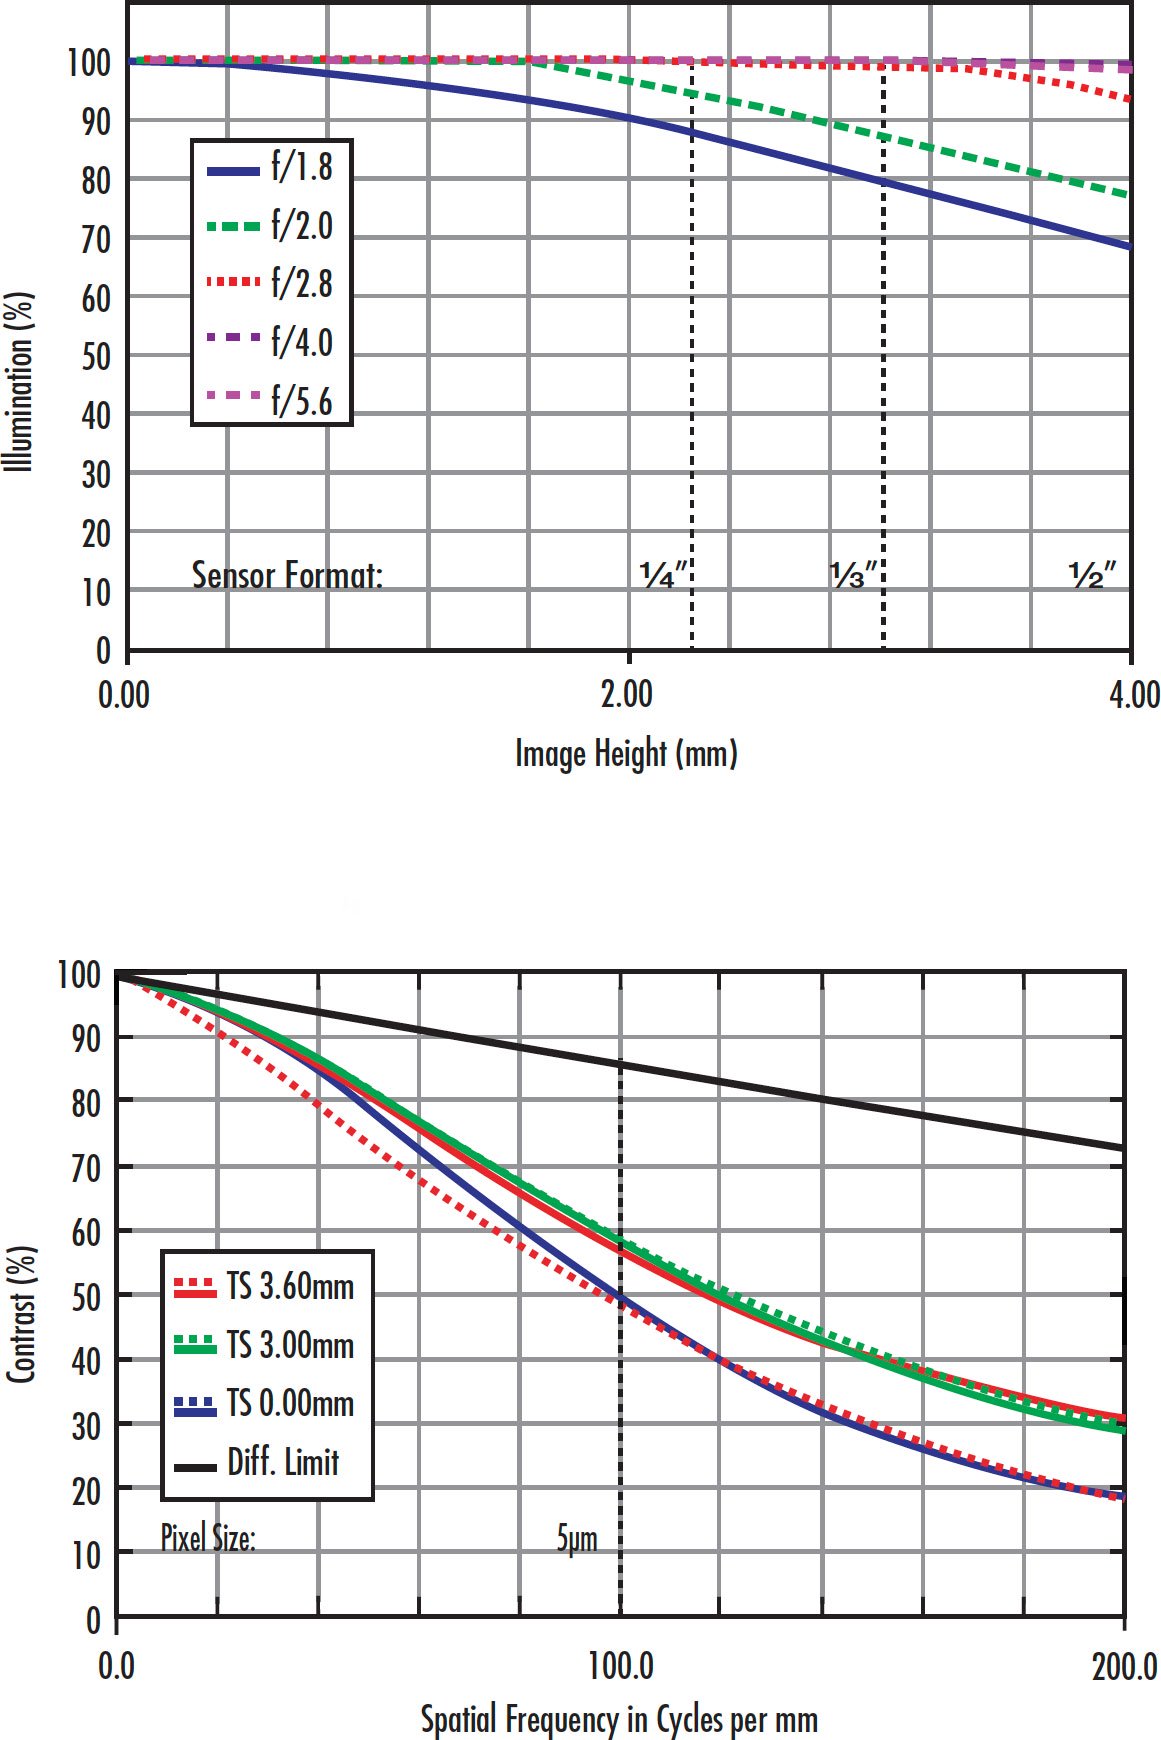 100
90
80
70
60
50
40
30
20
10
0
Illumination (%)
f/1.8
f/2.0
f/2.8
f/4.0
f/5.6
Sensor Format: ¼″ ⅓″ ½″
0.00 2.00 4.00
Image Height (mm)
100
90
80
70
60
50
40
30
20
10
0
Contrast (%)
TS 3.60mm
TS 3.00mm
TS 0.00mm
Diff. Limit
Pixel Size: 5µm
0.0 100.0 200.0
Spatial Frequency in Cycles per mm